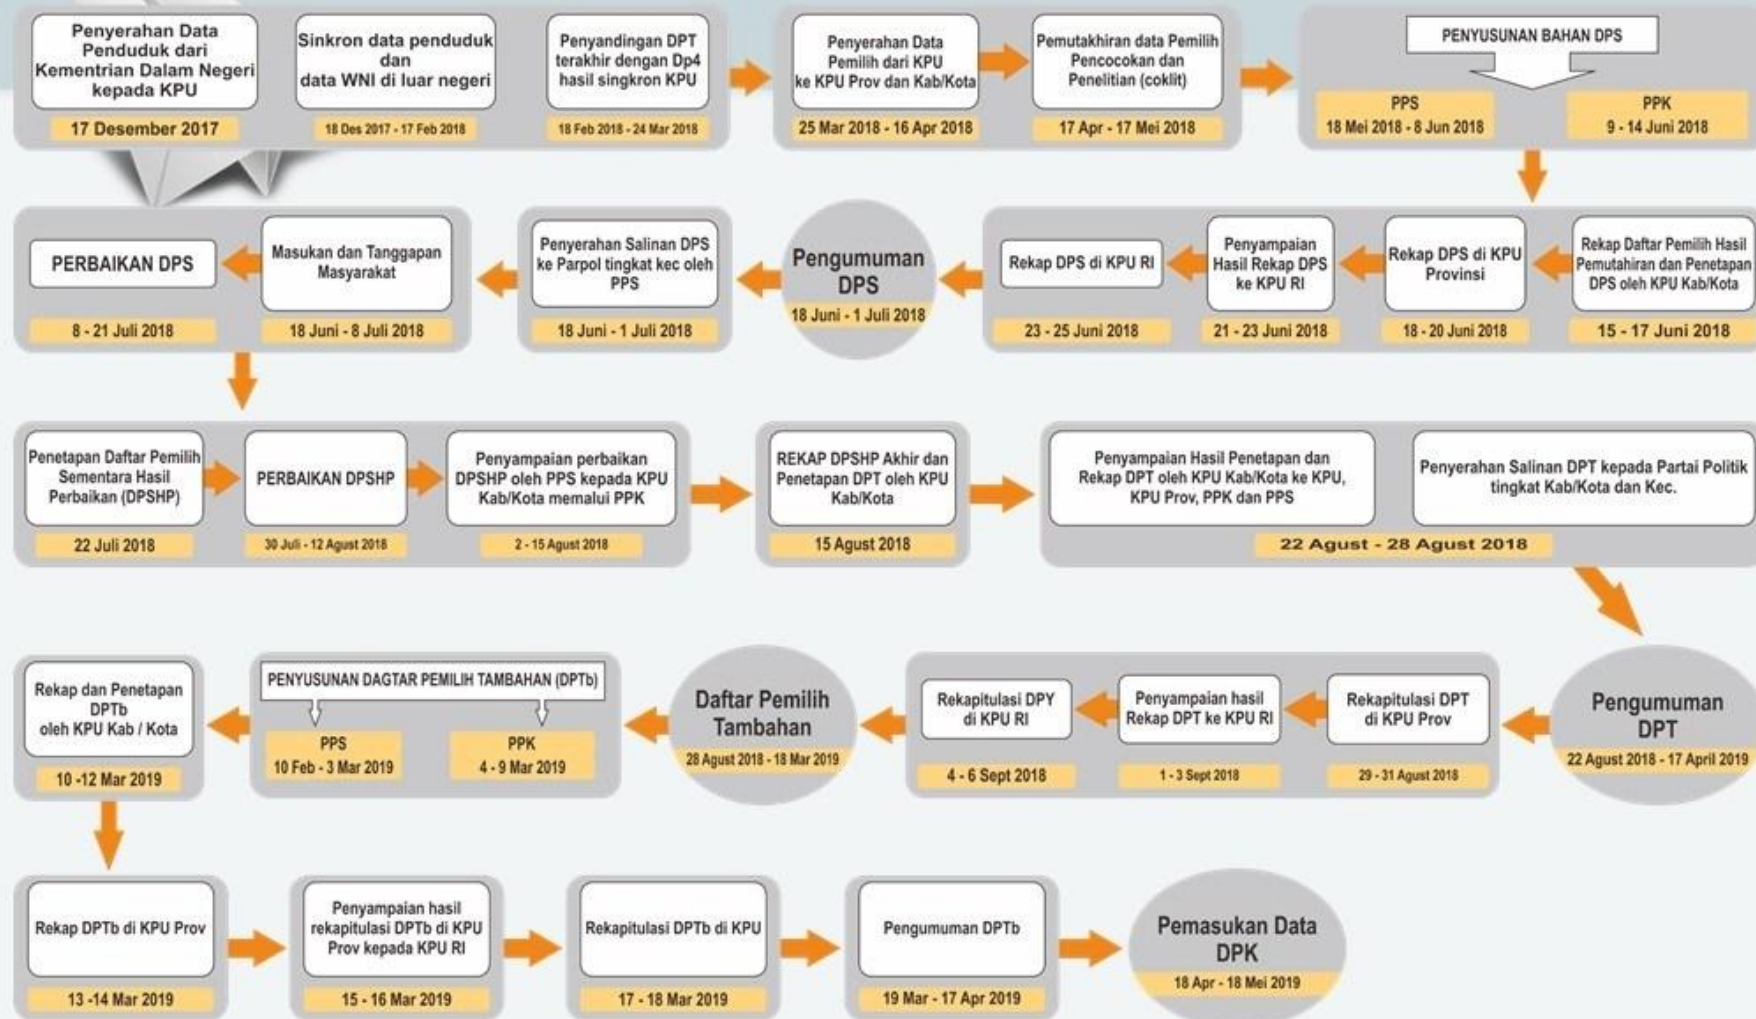 Penyerahan Data
Penduduk dari
Kementrian Dalam Negeri
kepada KPU
17 Desember 2017
Sinkron data penduduk
dan
data WNI di luar negeri
18 Des 2017 - 17 Feb 2018
Penyandingan DPT
terakhir dengan Dp4
hasil singkron KPU
18 Feb 2018 - 24 Mar 2018
Penyerahan Data
Pemilih dari KPU
ke KPU Prov dan Kab/Kota
25 Mar 2018 - 16 Apr 2018
Pemutakhiran data Pemilih
Pencocokan dan
Penelitian (coklit)
17 Apr - 17 Mei 2018
PENYUSUNAN BAHAN DPS
PPS
18 Mei 2018 - 8 Jun 2018
PPK
9 - 14 Juni 2018
Rekap Daftar Pemilih Hasil
Pemutahiran dan Penetapan
DPS oleh KPU Kab/Kota
15 - 17 Juni 2018
Rekap DPS di KPU
Provinsi
18 - 20 Juni 2018
Penyampaian
Hasil Rekap DPS
ke KPU RI
21 - 23 Juni 2018
Rekap DPS di KPU RI
23 - 25 Juni 2018
Pengumuman
DPS
18 Juni - 1 Juli 2018
Penyerahan Salinan DPS
ke Parpol tingkat kec oleh
PPS
18 Juni - 1 Juli 2018
Masukan dan Tanggapan
Masyarakat
18 Juni - 8 Juli 2018
PERBAIKAN DPS
8 - 21 Juli 2018
Penetapan Daftar Pemilih
Sementara Hasil
Perbaikan (DPSHP)
22 Juli 2018
PERBAIKAN DPSHP
30 Juli - 12 Agust 2018
Penyampaian perbaikan
DPSHP oleh PPS kepada KPU
Kab/Kota memalui PPK
2 - 15 Agust 2018
REKAP DPSHP Akhir dan
Penetapan DPT oleh KPU
Kab/Kota
15 Agust 2018
Penyampaian Hasil Penetapan dan
Rekap DPT oleh KPU Kab/Kota ke KPU,
KPU Prov, PPK dan PPS
Penyerahan Salinan DPT kepada Partai Politik
tingkat Kab/Kota dan Kec.
22 Agust - 28 Agust 2018
Pengumuman
DPT
22 Agust 2018 - 17 April 2019
Rekapitulasi DPT
di KPU Prov
29 - 31 Agust 2018
Penyampaian hasil
Rekap DPT ke KPU RI
1 - 3 Sept 2018
Rekapitulasi DPY
di KPU RI
4 - 6 Sept 2018
Daftar Pemilih
Tambahan
28 Agust 2018 - 18 Mar 2019
PENYUSUNAN DAGTAR PEMILIH TAMBAHAN (DPTb)
PPS
10 Feb - 3 Mar 2019
PPK
4 - 9 Mar 2019
Rekap dan Penetapan
DPTb
oleh KPU Kab / Kota
10 -12 Mar 2019
Rekap DPTb di KPU Prov
13 -14 Mar 2019
Penyampaian hasil
rekapitulasi DPTb di KPU
Prov kepada KPU RI
15 - 16 Mar 2019
Rekapitulasi DPTb di KPU
17 - 18 Mar 2019
Pengumuman DPTb
19 Mar - 17 Apr 2019
Pemasukan Data
DPK
18 Apr - 18 Mei 2019